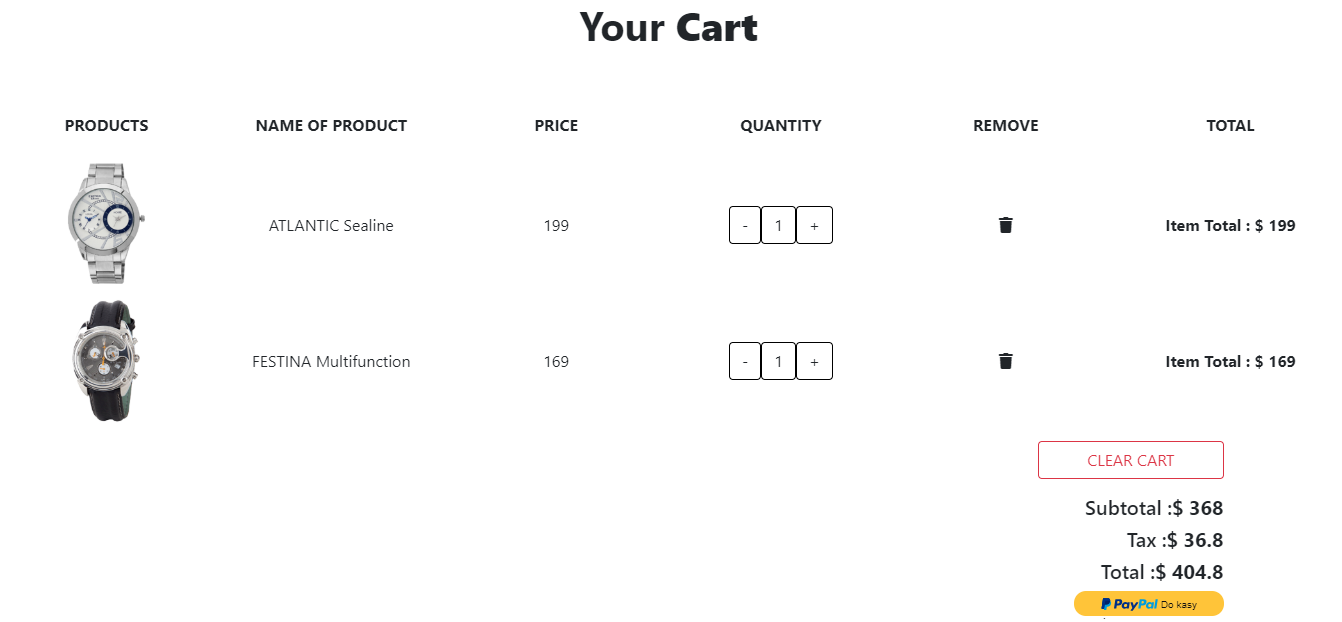 Your Cart
PRODUCTS NAME OF PRODUCT PRICE QUANTITY REMOVE TOTAL
ATLANTIC Sealine 199 - 1 + Item Total : $ 199
FESTINA Multifunction 169 - 1 + Item Total : $ 169
CLEAR CART
Subtotal :$ 368
Tax :$ 36.8
Total :$ 404.8
PayPal Do kasy